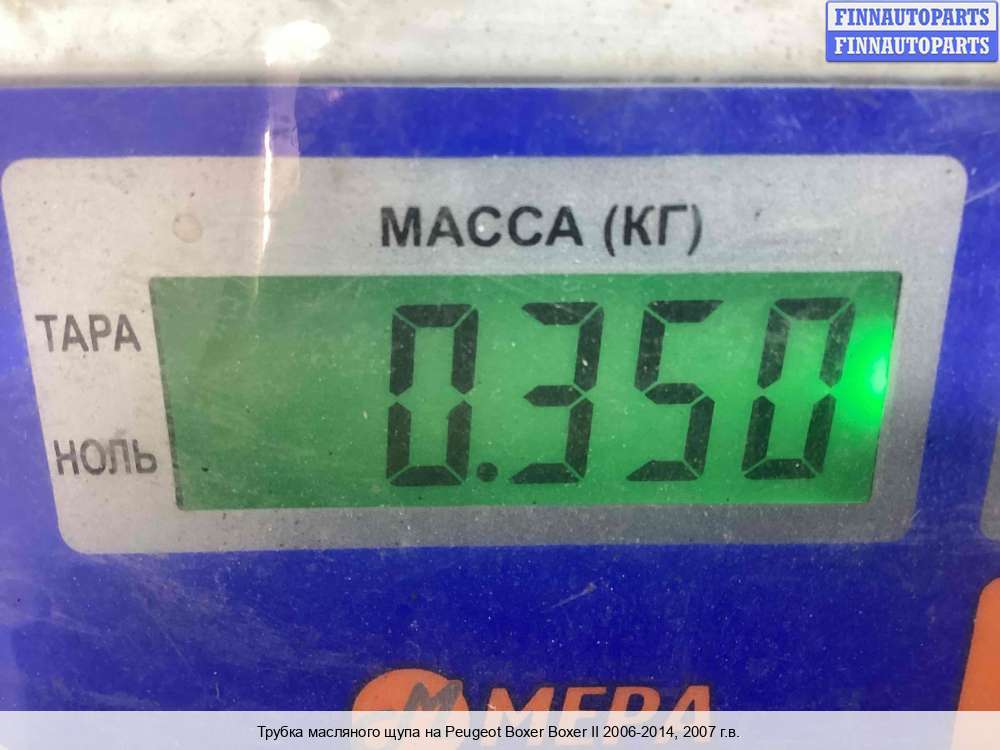 FINNAUTOPARTS
FINNAUTOPARTS
МАССА (КГ)
ТАРА
0.350
НОЛЬ
МЕРА
Трубка масляного щупа на Peugeot Boxer Boxer II 2006-2014, 2007 г.в.